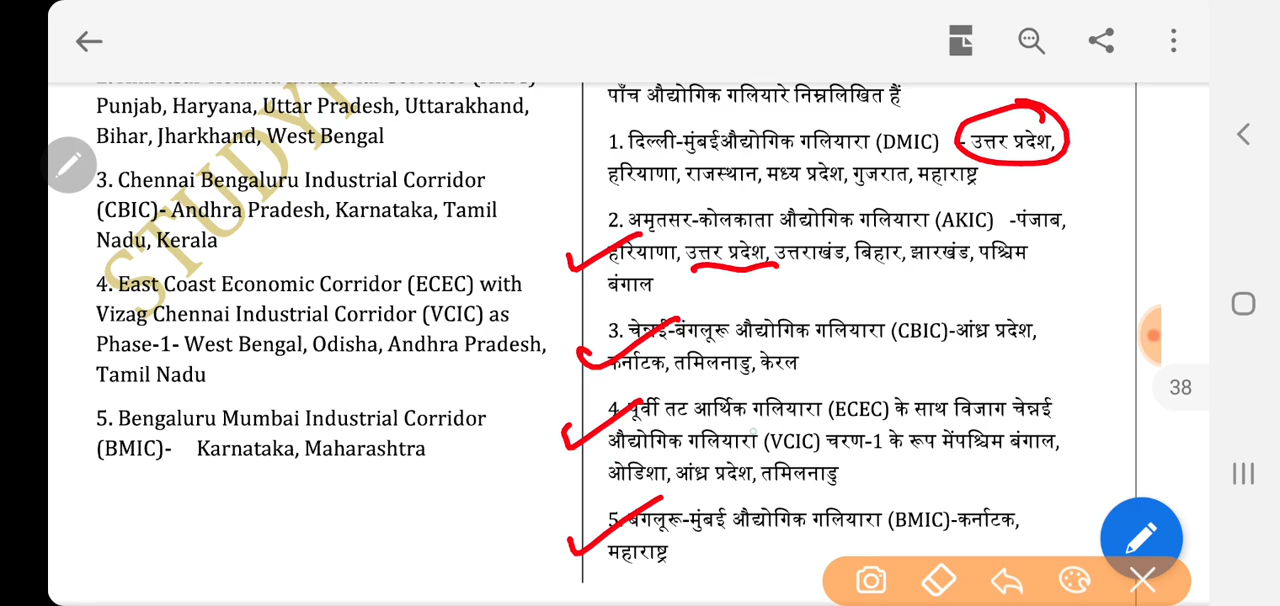 Punjab, Haryana, Uttar Pradesh, Uttarakhand,
Bihar, Jharkhand, West Bengal
3. Chennai Bengaluru Industrial Corridor
(CBIC)- Andhra Pradesh, Karnataka, Tamil
Nadu, Kerala
4. East Coast Economic Corridor (ECEC) with
Vizag Chennai Industrial Corridor (VCIC) as
Phase-1- West Bengal, Odisha, Andhra Pradesh,
Tamil Nadu
5. Bengaluru Mumbai Industrial Corridor
(BMIC)- Karnataka, Maharashtra
पाँच औद्योगिक गलियारे निम्नलिखित हैं
1. दिल्ली-मुंबईऔद्योगिक गलियारा (DMIC) - उत्तर प्रदेश,
हरियाणा, राजस्थान, मध्य प्रदेश, गुजरात, महाराष्ट्र
2. अमृतसर-कोलकाता औद्योगिक गलियारा (AKIC) -पंजाब,
हरियाणा, उत्तर प्रदेश, उत्तराखंड, बिहार, झारखंड, पश्चिम
बंगाल
3. चेन्नई-बंगलूरू औद्योगिक गलियारा (CBIC)-आंध्र प्रदेश,
कर्नाटक, तमिलनाडु, केरल
4. पूर्वी तट आर्थिक गलियारा (ECEC) के साथ विजाग चेन्नई
औद्योगिक गलियारा (VCIC) चरण-1 के रूप मेंपश्चिम बंगाल,
ओडिशा, आंध्र प्रदेश, तमिलनाडु
5. बंगलूरू-मुंबई औद्योगिक गलियारा (BMIC)-कर्नाटक,
महाराष्ट्र
38
STUDY